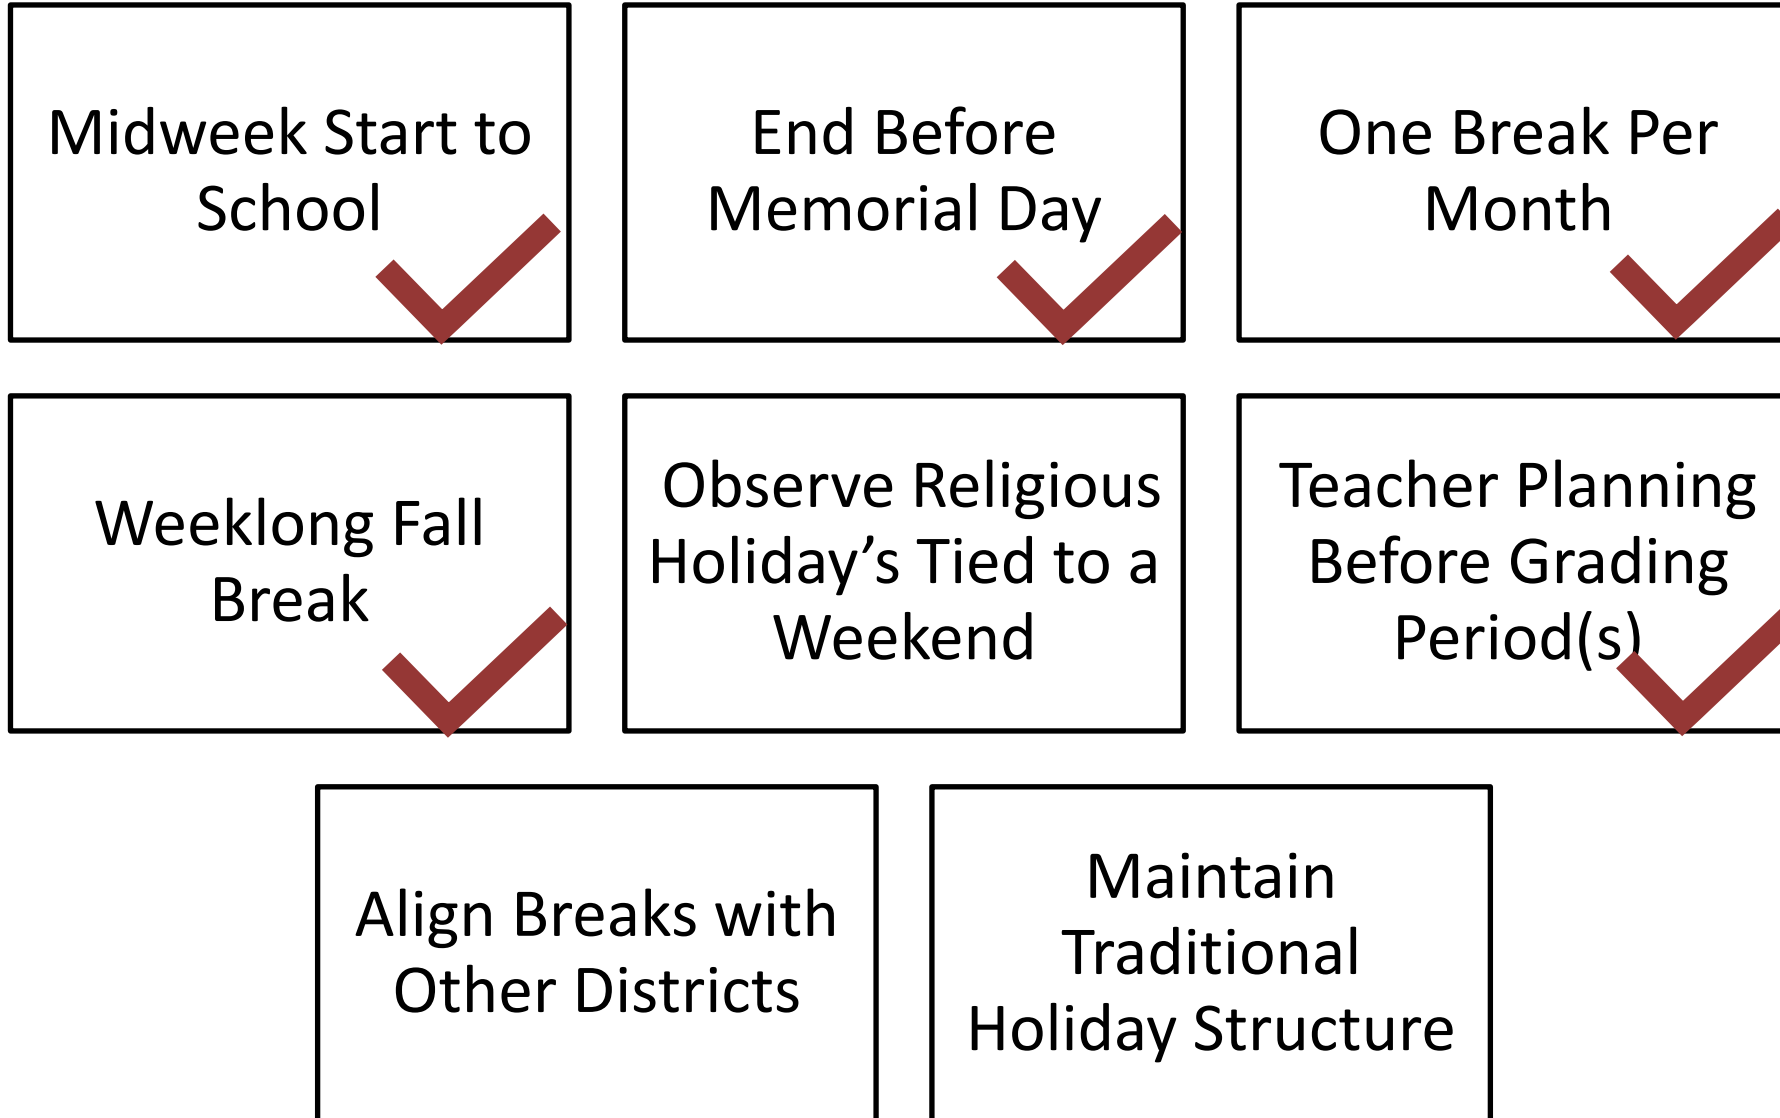 Midweek Start to
School
End Before
Memorial Day
One Break Per
Month
Weeklong Fall
Break
Observe Religious
Holiday’s Tied to a
Weekend
Teacher Planning
Before Grading
Period(s)
Align Breaks with
Other Districts
Maintain
Traditional
Holiday Structure